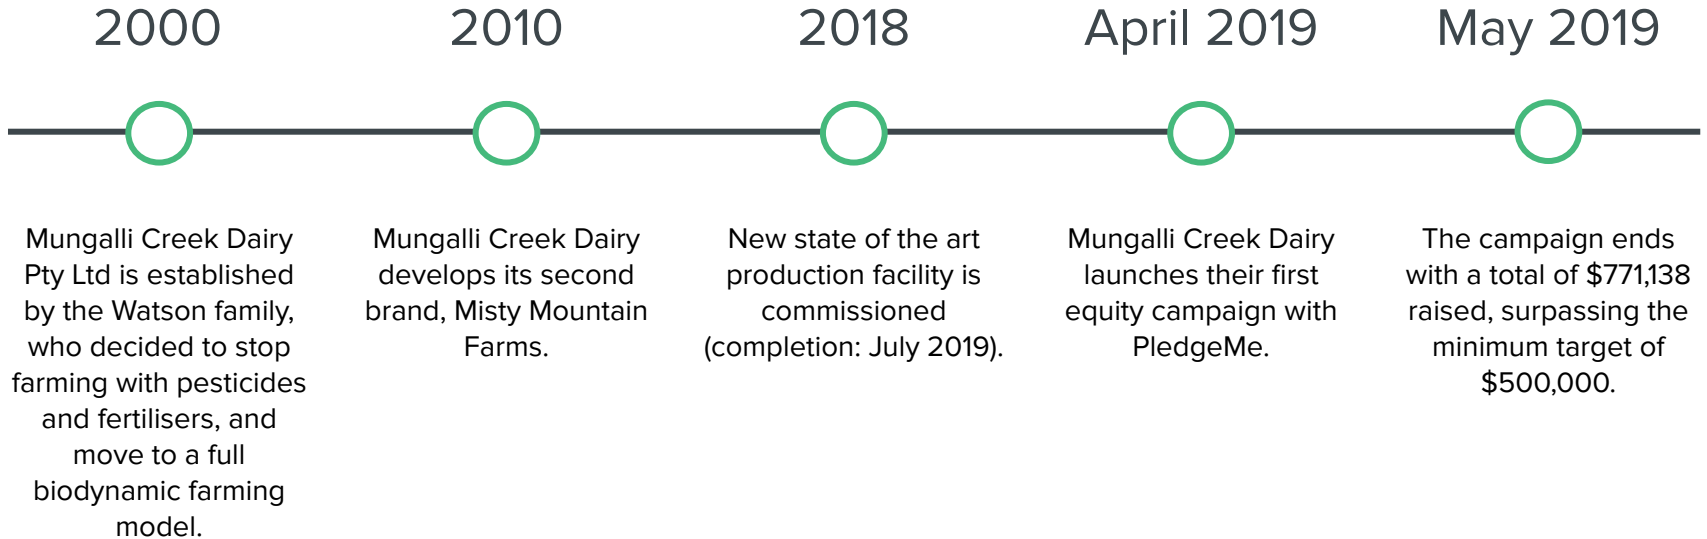 2000
Mungalli Creek Dairy
Pty Ltd is established
by the Watson family,
who decided to stop
farming with pesticides
and fertilisers, and
move to a full
biodynamic farming
model.
2010
Mungalli Creek Dairy
develops its second
brand, Misty Mountain
Farms.
2018
New state of the art
production facility is
commissioned
(completion: July 2019).
April 2019
Mungalli Creek Dairy
launches their first
equity campaign with
PledgeMe.
May 2019
The campaign ends
with a total of $771,138
raised, surpassing the
minimum target of
$500,000.